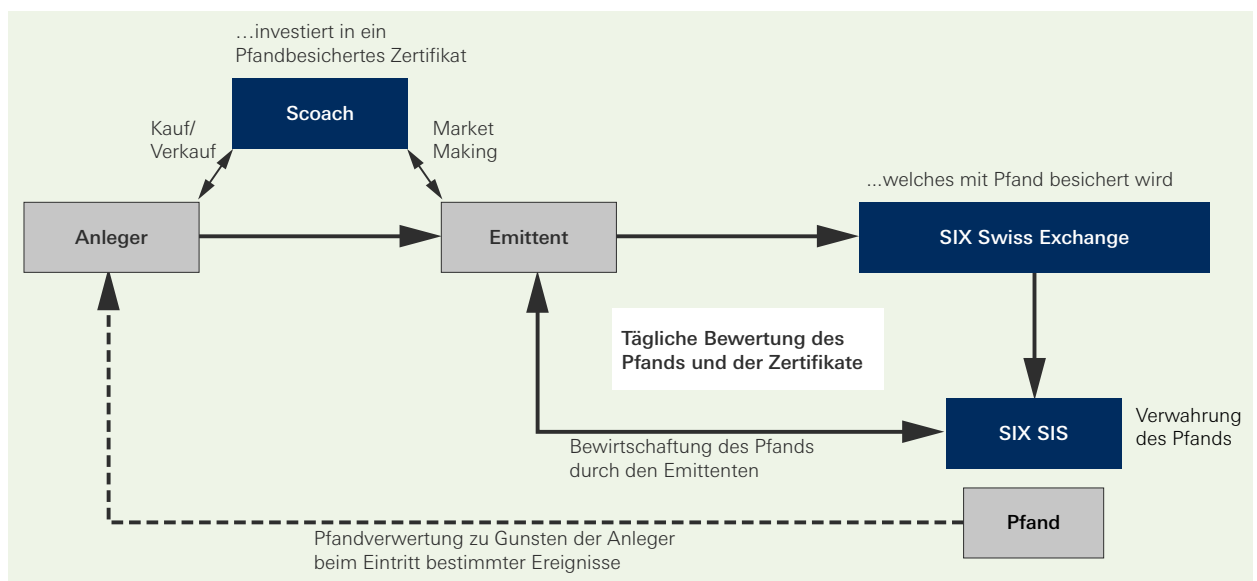 …investiert in ein
Pfandbesichertes Zertifikat
Scoach
Kauf/
Verkauf
Market
Making
...welches mit Pfand besichert wird
Anleger
Emittent
SIX Swiss Exchange
Tägliche Bewertung des
Pfands und der Zertifikate
SIX SIS
Verwahrung
des Pfands
Bewirtschaftung des Pfands
durch den Emittenten
Pfand
Pfandverwertung zu Gunsten der Anleger
beim Eintritt bestimmter Ereignisse